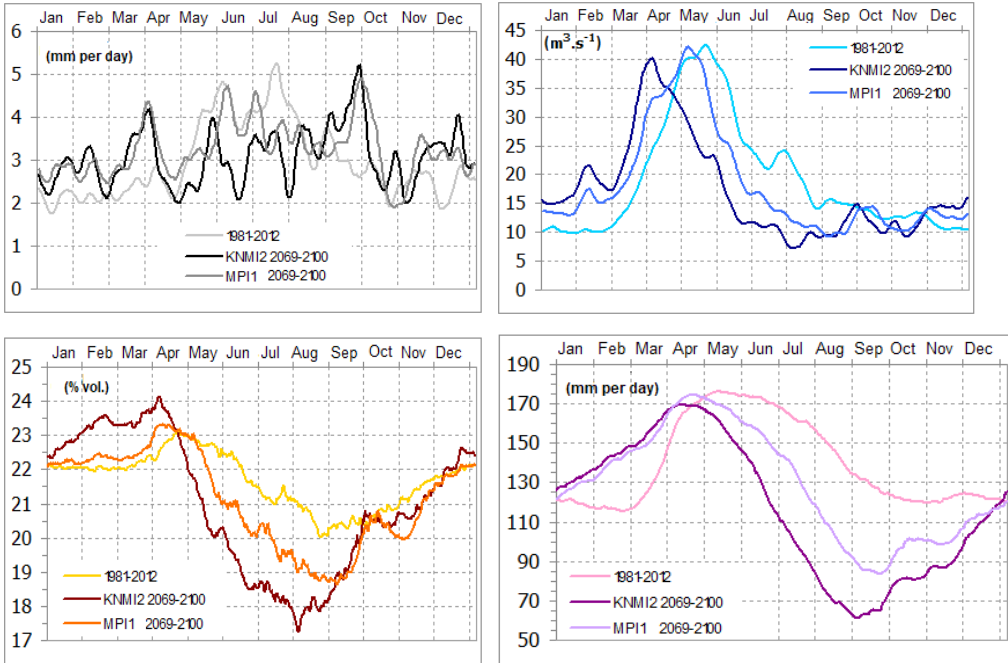 Jan Feb Mar Apr May Jun Jul Aug Sep Oct Nov Dec
6
(mm per day)
5
4
3
2
1981-2012
KNMI2 2069-2100
1
MPI1 2069-2100
0
Jan Feb Mar Apr May Jun Jul Aug Sep Oct Nov Dec
45
(m³.s⁻¹)
1981-2012
40
KNMI2 2069-2100
35
MPI1 2069-2100
30
25
20
15
10
5
0
Jan Feb Mar Apr May Jun Jul Aug Sep Oct Nov Dec
25
(% vol.)
24
23
22
21
20
19
1981-2012
18
KNMI2 2069-2100
MPI1 2069-2100
17
Jan Feb Mar Apr May Jun Jul Aug Sep Oct Nov Dec
190
(mm per day)
170
150
130
110
90
1981-2012
70
KNMI2 2069-2100
MPI1 2069-2100
50